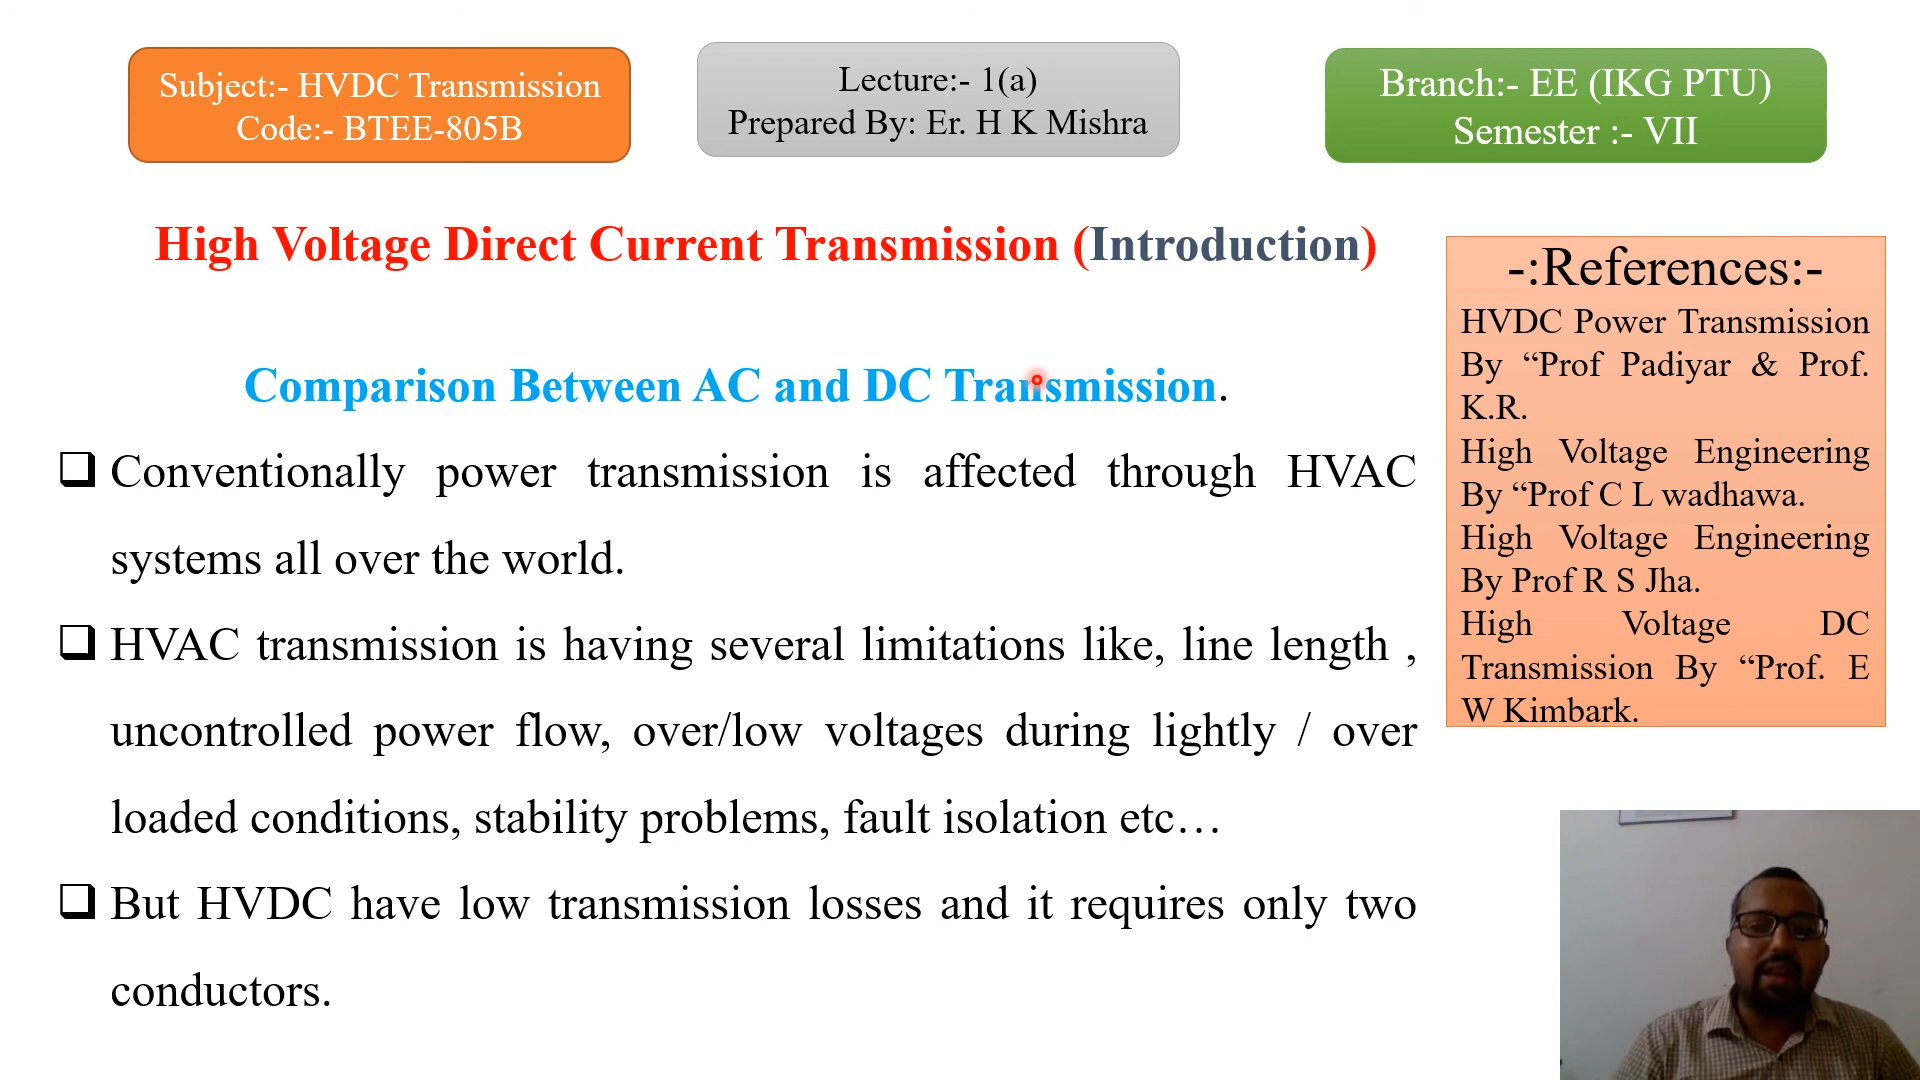 Subject:- HVDC Transmission
Code:- BTEE-805B
Lecture:- 1(a)
Prepared By: Er. H K Mishra
Branch:- EE (IKG PTU)
Semester :- VII
High Voltage Direct Current Transmission (Introduction)
Comparison Between AC and DC Transmission.
Conventionally power transmission is affected through HVAC
systems all over the world.
HVAC transmission is having several limitations like, line length ,
uncontrolled power flow, over/low voltages during lightly / over
loaded conditions, stability problems, fault isolation etc…
But HVDC have low transmission losses and it requires only two
conductors.
-:References:-
HVDC Power Transmission
By “Prof Padiyar & Prof.
K.R.
High Voltage Engineering
By “Prof C L wadhawa.
High Voltage Engineering
By Prof R S Jha.
High Voltage DC
Transmission By “Prof. E
W Kimbark.